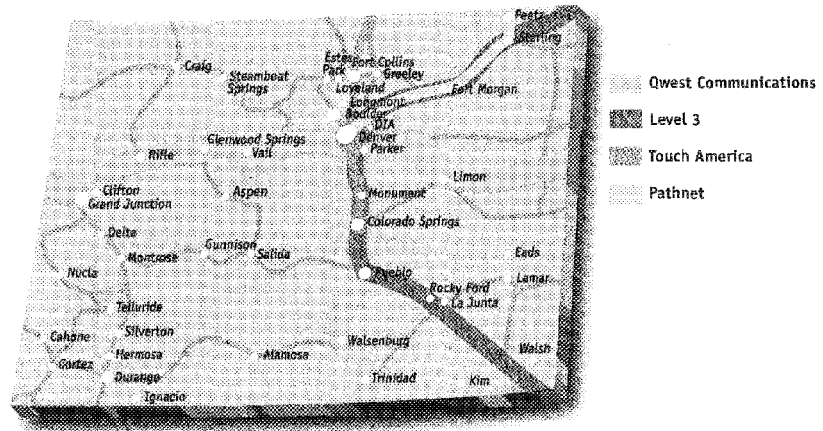 Peetz
Sterling
Estes Park
Fort Collins
Greeley
Craig
Steamboat
Springs
Loveland
Fort Morgan
Longmont
Boulder
DIA
Denver
Glenwood Springs
Vail
Parker
Rifle
Limon
Clifton
Grand Junction
Aspen
Monument
Colorado Springs
Delta
Gunnison
Salida
Eads
Montrose
Nucla
Pueblo
Rocky Ford
Lamar
La Junta
Telluride
Cahone
Silverton
Walsenburg
Hermosa
Alamosa
Walsh
Cortez
Durango
Trinidad
Kim
Ignacio
Qwest Communications
Level 3
Touch America
Pathnet